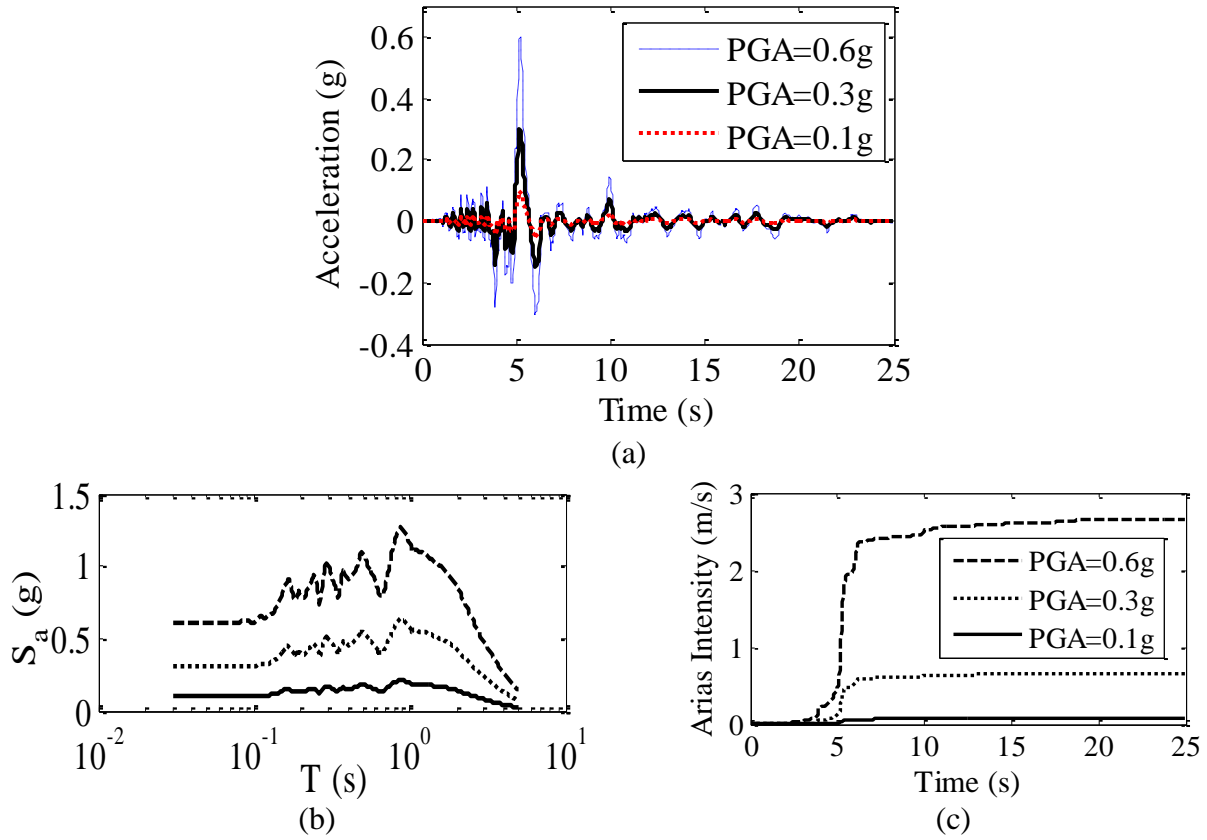 Acceleration (g)
0.6
0.4
0.2
0
-0.2
-0.4
PGA=0.6g
PGA=0.3g
PGA=0.1g
0 5 10 15 20 25
Time (s)
(a)
S_a (g)
1.5
1
0.5
0
10^-2 10^-1 10^0 10^1
T (s)
(b)
Arias Intensity (m/s)
3
2
1
0
PGA=0.6g
PGA=0.3g
PGA=0.1g
0 5 10 15 20 25
Time (s)
(c)